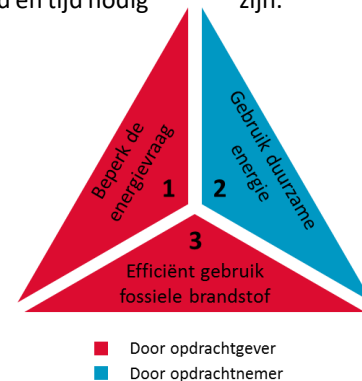 en tijd nodig zijn.
Beperk de
energievraag
1
Gebruik duurzame
energie
2
3
Efficiënt gebruik
fossiele brandstof
Door opdrachtgever
Door opdrachtnemer